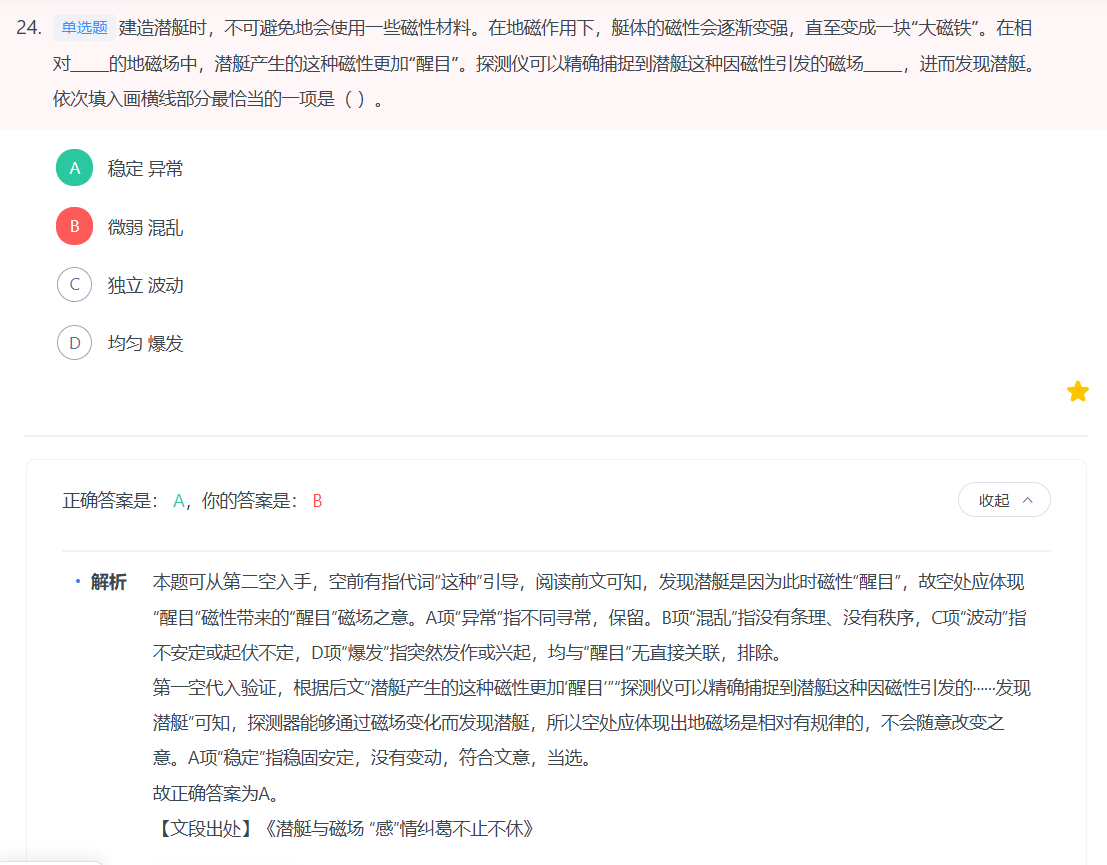 24. 单选题 建造潜艇时，不可避免地会使用一些磁性材料。在地磁作用下，艇体的磁性会逐渐变强，直至变成一块“大磁铁”。在相
对____的地磁场中，潜艇产生的这种磁性更加“醒目”。探测仪可以精确捕捉到潜艇这种因磁性引发的磁场____，进而发现潜艇。
依次填入画横线部分最恰当的一项是（ ）。
A 稳定 异常
B 微弱 混乱
C 独立 波动
D 均匀 爆发
正确答案是： A，你的答案是： B 收起
解析 本题可从第二空入手，空前有指代词“这种”引导，阅读前文可知，发现潜艇是因为此时磁性“醒目”，故空处应体现
“醒目”磁性带来的“醒目”磁场之意。A项“异常”指不同寻常，保留。B项“混乱”指没有条理、没有秩序，C项“波动”指
不安定或起伏不定，D项“爆发”指突然发作或兴起，均与“醒目”无直接关联，排除。
第一空代入验证，根据后文“潜艇产生的这种磁性更加‘醒目’”“探测仪可以精确捕捉到潜艇这种因磁性引发的……发现
潜艇”可知，探测器能够通过磁场变化而发现潜艇，所以空处应体现出地磁场是相对有规律的，不会随意改变之
意。A项“稳定”指稳固安定，没有变动，符合文意，当选。
故正确答案为A。
【文段出处】《潜艇与磁场 “感”情纠葛不止不休》